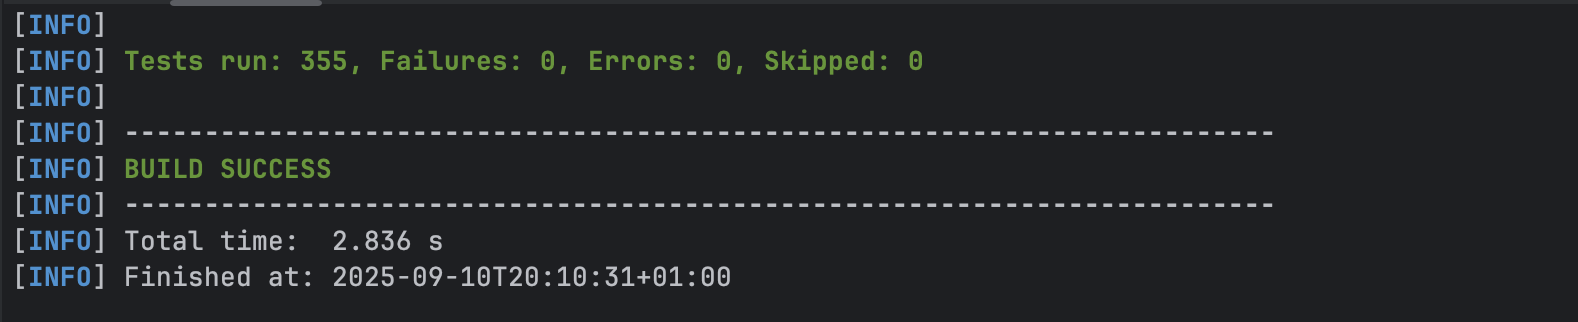 [INFO]
[INFO] Tests run: 355, Failures: 0, Errors: 0, Skipped: 0
[INFO]
[INFO] ------------------------------------------------------------------------
[INFO] BUILD SUCCESS
[INFO] ------------------------------------------------------------------------
[INFO] Total time:  2.836 s
[INFO] Finished at: 2025-09-10T20:10:31+01:00